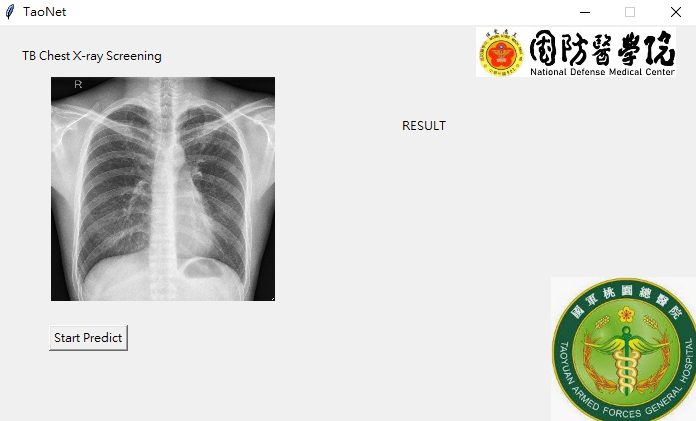 TaoNet
TB Chest X-ray Screening
國防醫學院
National Defense Medical Center
R
RESULT
Start Predict
國軍桃園總醫院
TAOYUAN ARMED FORCES GENERAL HOSPITAL